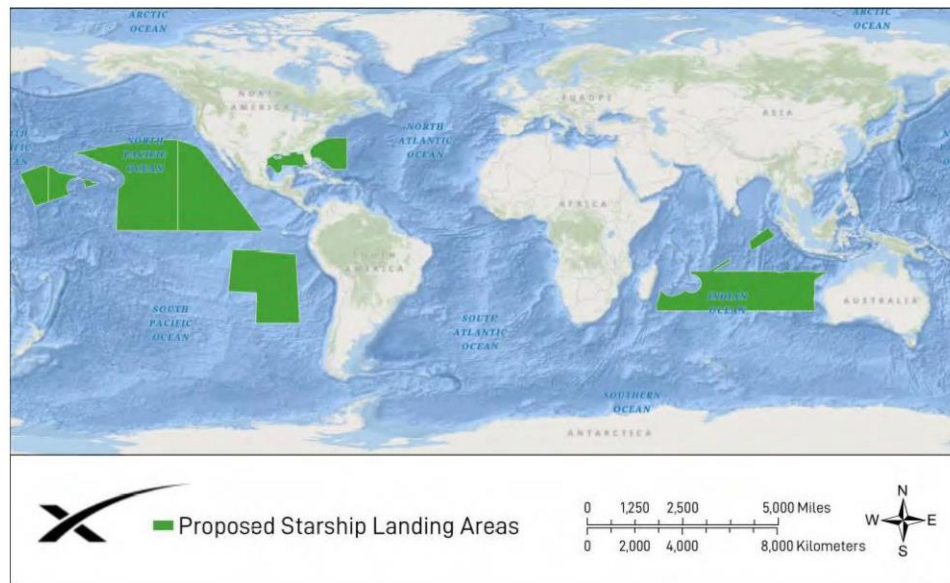 ARCTIC
OCEAN
ARCTIC
OCEAN
NORTH
AMERICA
EUROPE
ASIA
NORTH
PACIFIC
OCEAN
NORTH
ATLANTIC
OCEAN
AFRICA
SOUTH
AMERICA
INDIAN
OCEAN
AUSTRALIA
SOUTH
PACIFIC
OCEAN
SOUTH
ATLANTIC
OCEAN
SOUTHERN
OCEAN
ANTARCTICA
X
Proposed Starship Landing Areas
0 1,250 2,500 5,000 Miles
0 2,000 4,000 8,000 Kilometers
N
W E
S